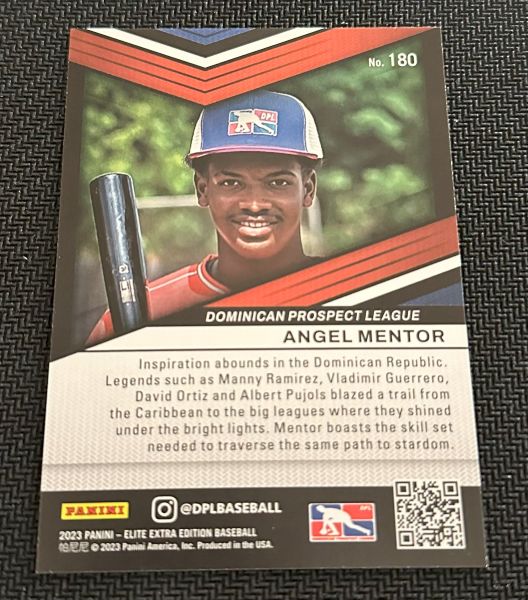 No. 180
DPL
DOMINICAN PROSPECT LEAGUE
ANGEL MENTOR
Inspiration abounds in the Dominican Republic.
Legends such as Manny Ramirez, Vladimir Guerrero,
David Ortiz and Albert Pujols blazed a trail from
the Caribbean to the big leagues where they shined
under the bright lights. Mentor boasts the skill set
needed to traverse the same path to stardom.
PANINI @DPLBASEBALL DPL
2023 PANINI – ELITE EXTRA EDITION BASEBALL
帕尼尼 © 2023 Panini America, Inc. Produced in the USA.